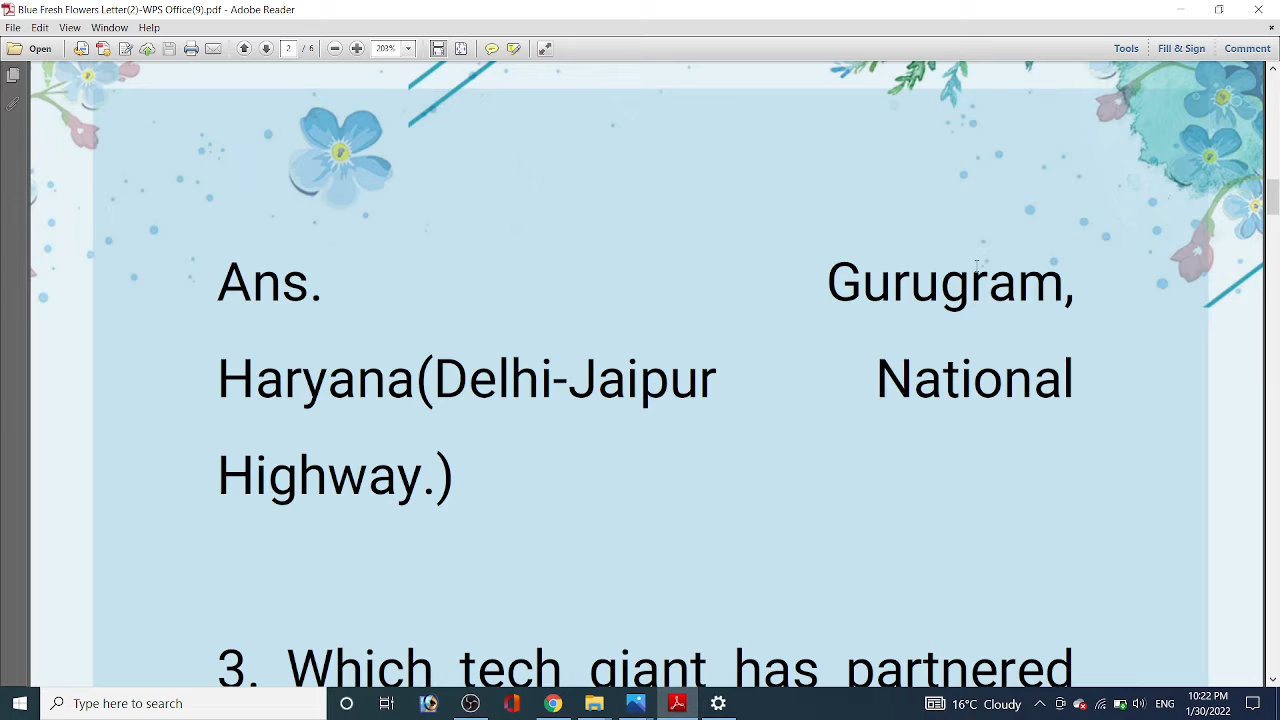 Blue Fresh Flowers Letter(2)-WPS Office(9).pdf - Adobe Reader
File Edit View Window Help
Open 2 / 6 203% Tools Fill & Sign Comment
Ans. Gurugram,
Haryana(Delhi-Jaipur National
Highway.)
3. Which tech giant has partnered
Type here to search
16°C Cloudy ENG 10:22 PM
1/30/2022